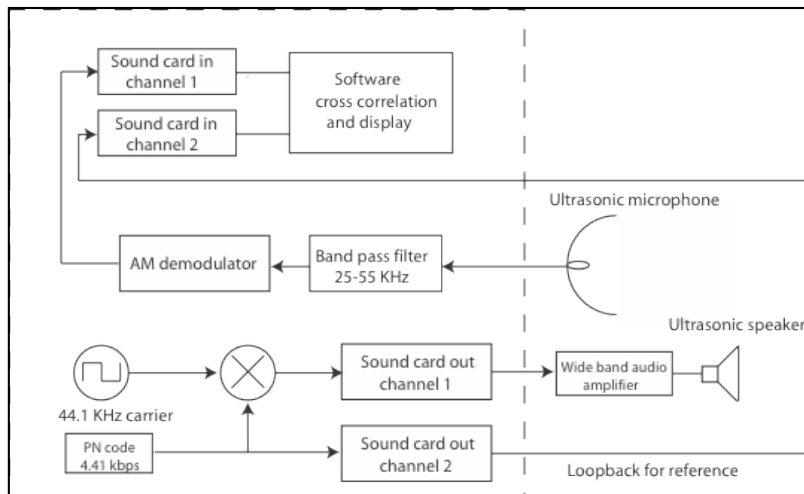 Sound card in
channel 1
Software
cross correlation
and display
Sound card in
channel 2
Ultrasonic microphone
AM demodulator
Band pass filter
25-55 KHz
Ultrasonic speaker
Sound card out
channel 1
Wide band audio
amplifier
44.1 KHz carrier
PN code
4.41 kbps
Sound card out
channel 2
Loopback for reference